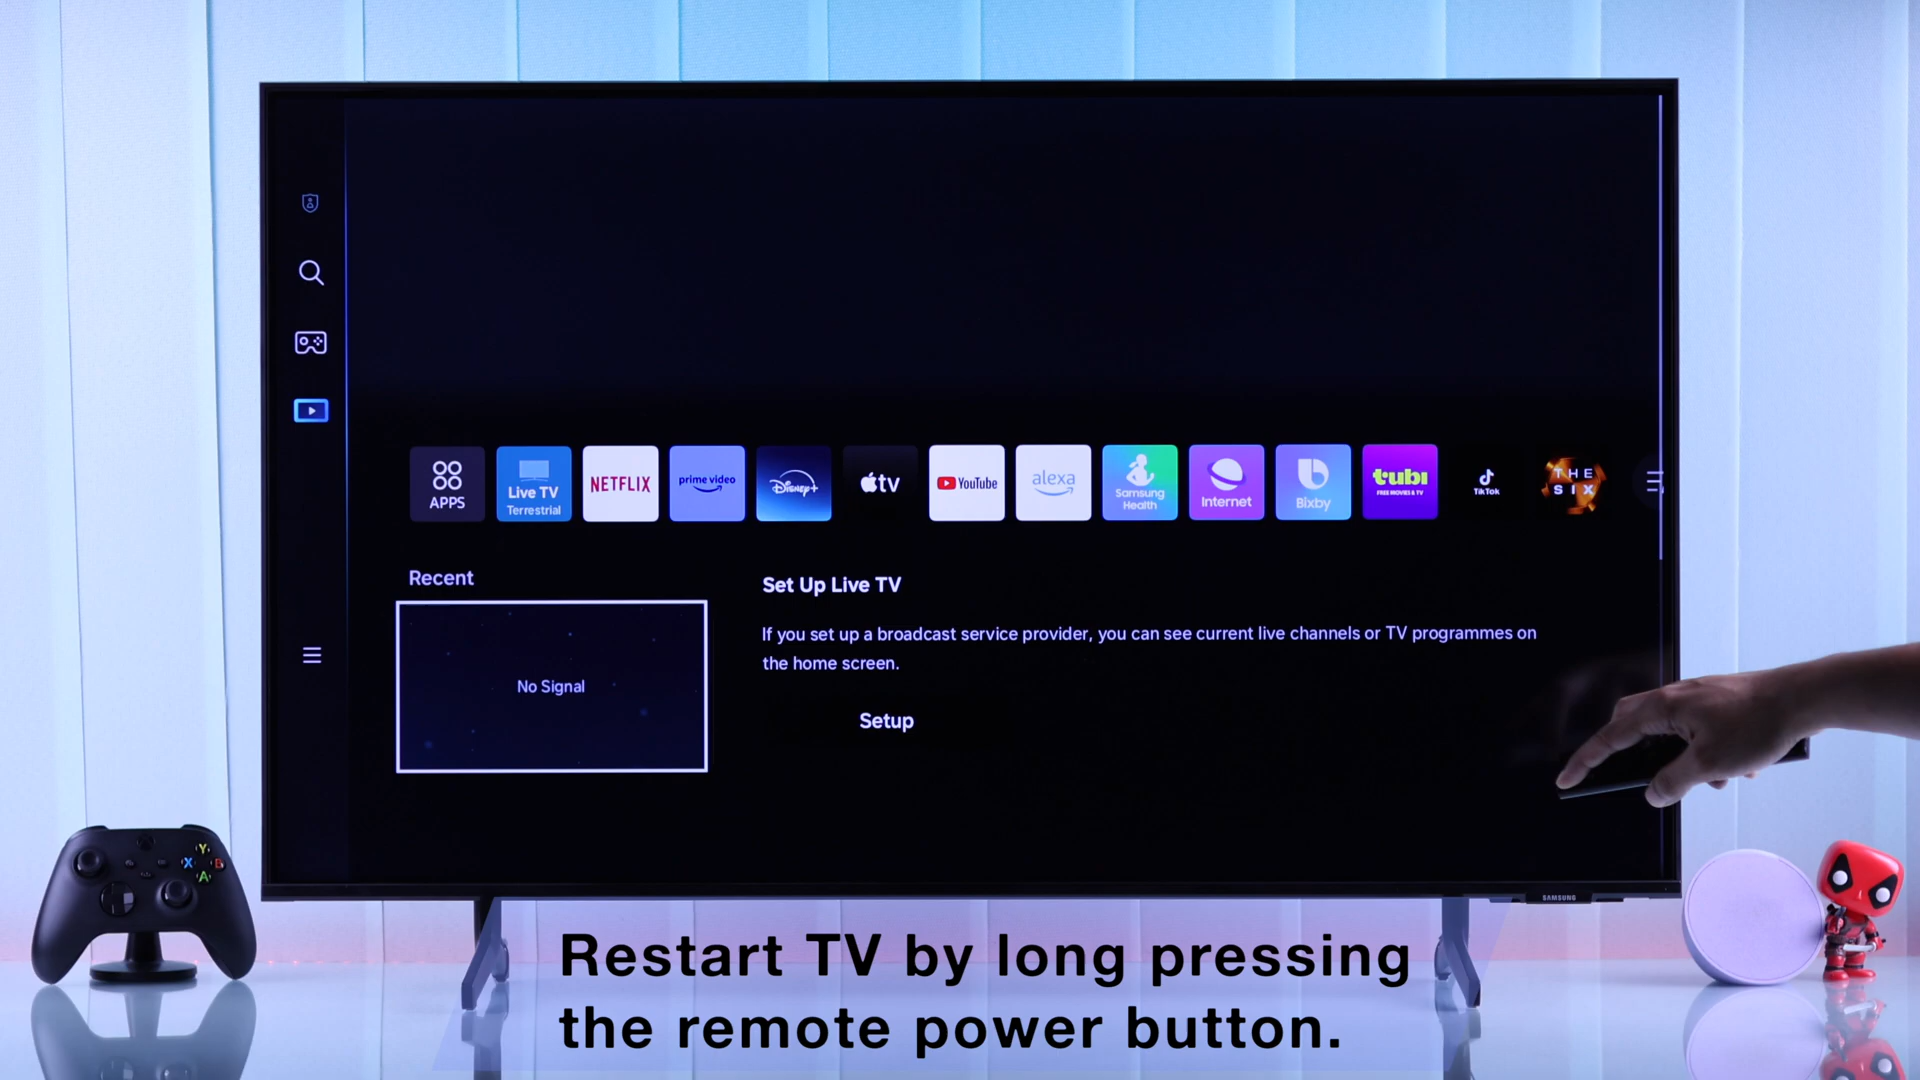 APPS
Live TV
Terrestrial
NETFLIX
prime video
Disney+
tv
YouTube
alexa
Samsung
Health
Internet
Bixby
tubi
FREE MOVIES & TV
TikTok
THE
SIX
Recent
No Signal
Set Up Live TV
If you set up a broadcast service provider, you can see current live channels or TV programmes on
the home screen.
Setup
Y
X
B
A
SAMSUNG
Restart TV by long pressing
the remote power button.